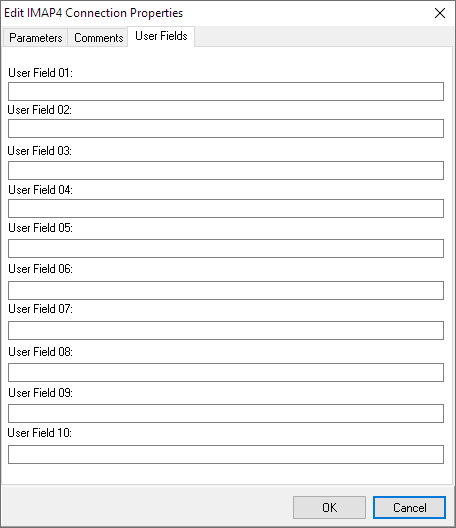 Edit IMAP4 Connection Properties
Parameters Comments User Fields
User Field 01:
User Field 02:
User Field 03:
User Field 04:
User Field 05:
User Field 06:
User Field 07:
User Field 08:
User Field 09:
User Field 10:
OK Cancel